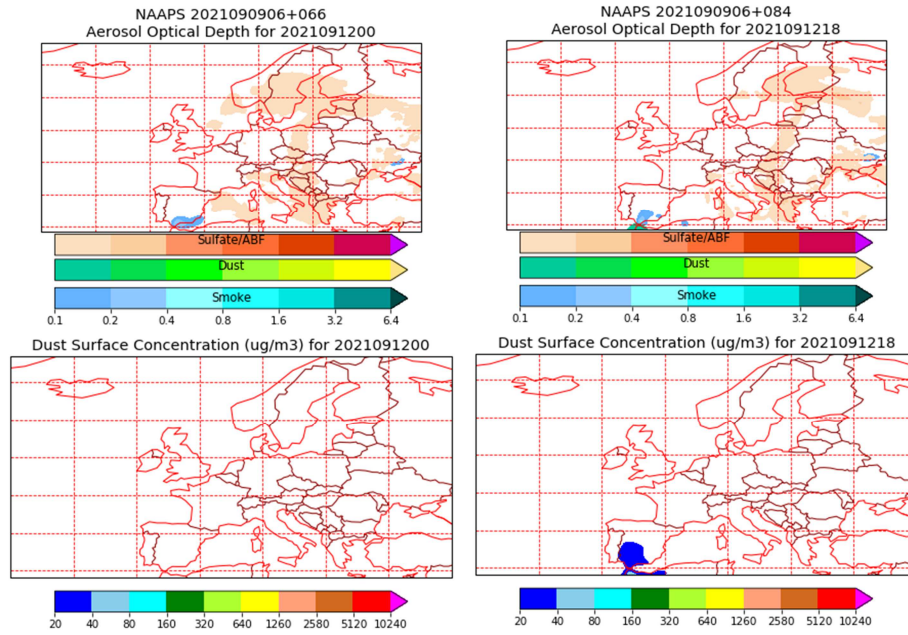 NAAPS 2021090906+066
Aerosol Optical Depth for 2021091200
Sulfate/ABF
Dust
Smoke
0.1 0.2 0.4 0.8 1.6 3.2 6.4
NAAPS 2021090906+084
Aerosol Optical Depth for 2021091218
Sulfate/ABF
Dust
Smoke
0.1 0.2 0.4 0.8 1.6 3.2 6.4
Dust Surface Concentration (ug/m3) for 2021091200
20 40 80 160 320 640 1260 2580 5120 10240
Dust Surface Concentration (ug/m3) for 2021091218
20 40 80 160 320 640 1260 2580 5120 10240